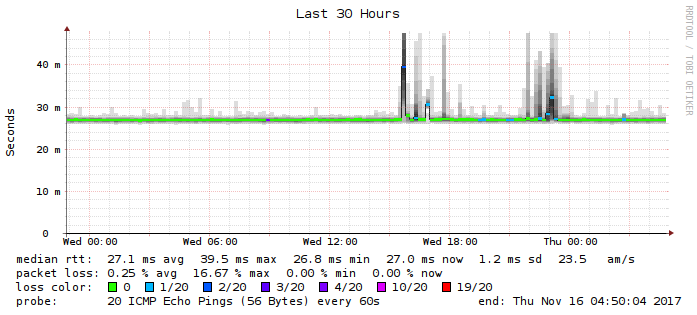 Last 30 Hours
RRDTOOL / TOBI OETIKER
Seconds
40 m
30 m
20 m
10 m
0
Wed 00:00 Wed 06:00 Wed 12:00 Wed 18:00 Thu 00:00
median rtt: 27.1 ms avg 39.5 ms max 26.8 ms min 27.0 ms now 1.2 ms sd 23.5 am/s
packet loss: 0.25 % avg 16.67 % max 0.00 % min 0.00 % now
loss color: 0 1/20 2/20 3/20 4/20 10/20 19/20
probe: 20 ICMP Echo Pings (56 Bytes) every 60s end: Thu Nov 16 04:50:04 2017